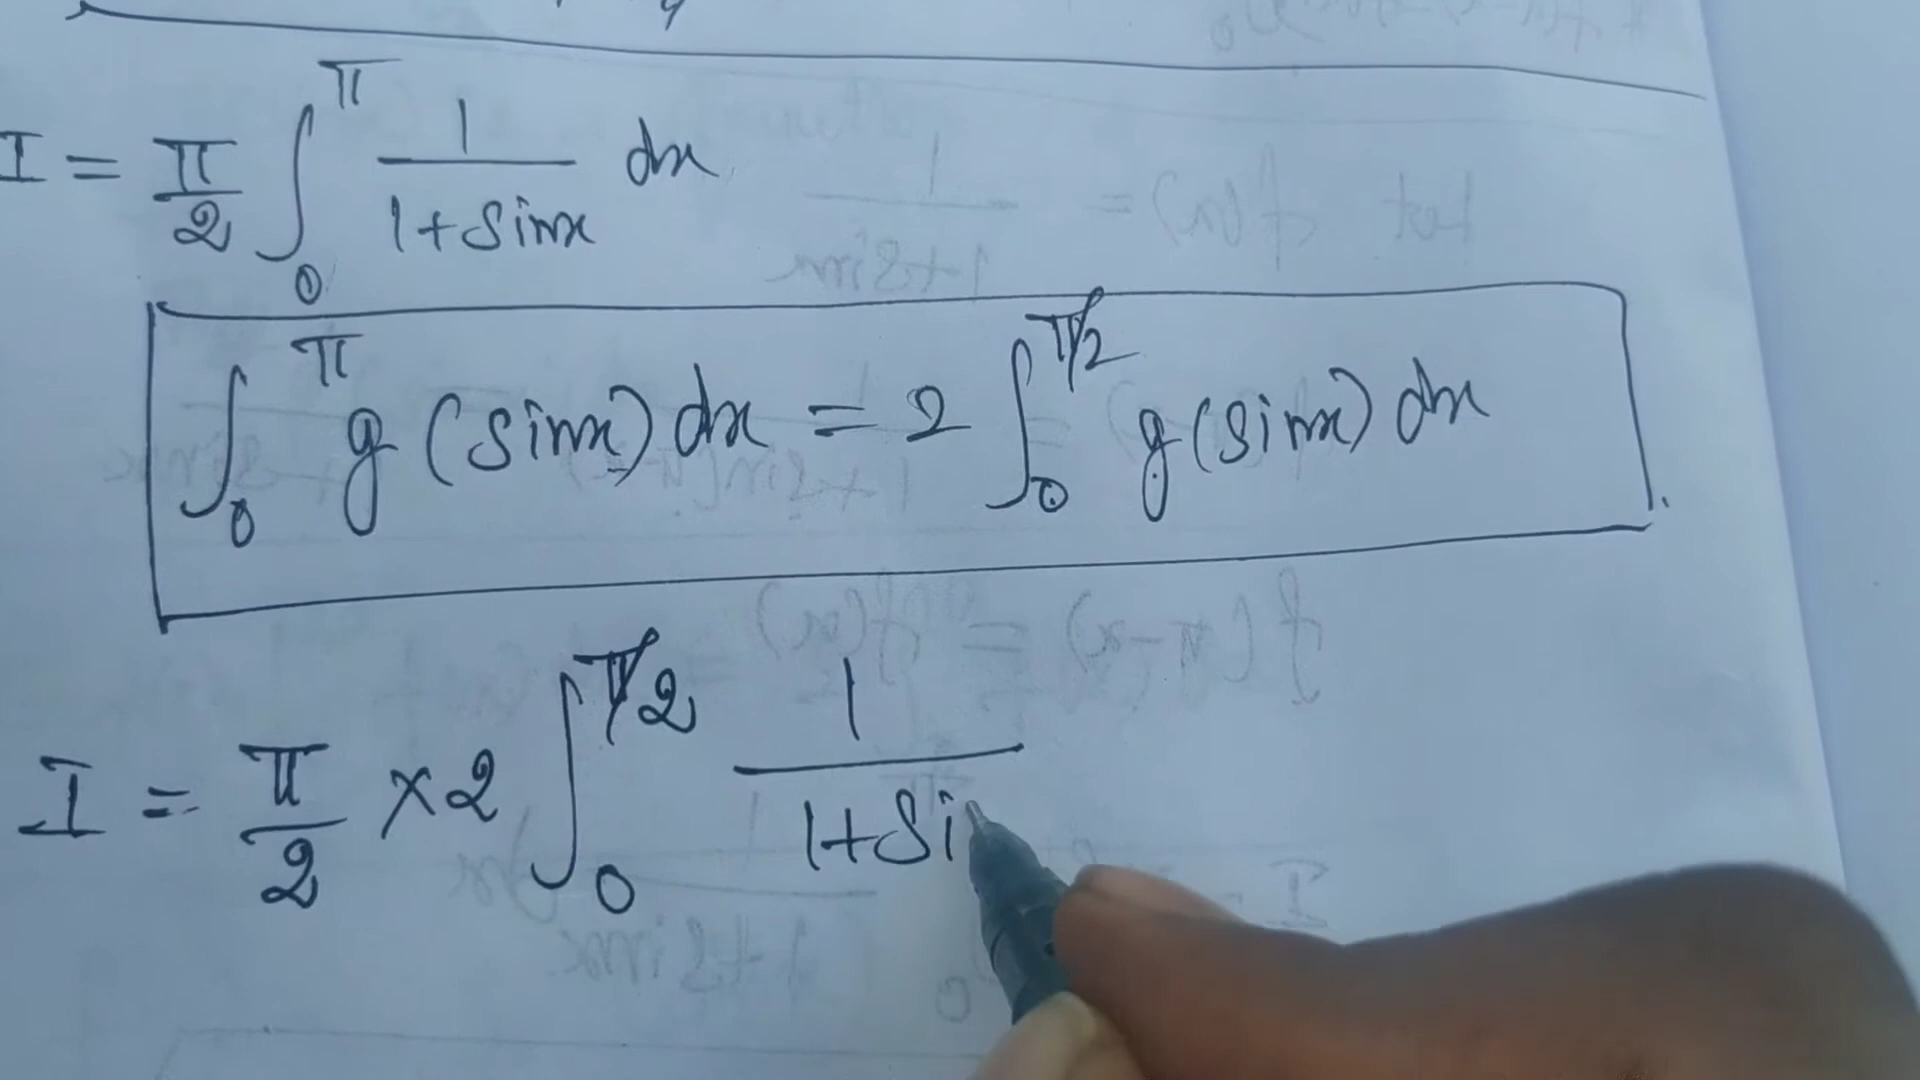 I = π/2 ∫₀^π 1/(1+sinx) dx
∫₀^π g(sinx)dx = 2 ∫₀^π/2 g(sinx) dx
I = π/2 ×2 ∫₀^π/2 1/(1+Si